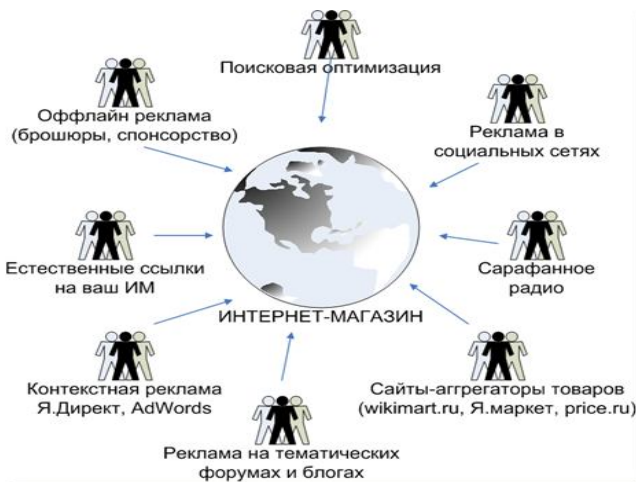 Поисковая оптимизация
Оффлайн реклама
(брошюры, спонсорство)
Реклама в
социальных сетях
Естественные ссылки
на ваш ИМ
Сарафанное
радио
ИНТЕРНЕТ-МАГАЗИН
Контекстная реклама
Я.Директ, AdWords
Сайты-аггрегаторы товаров
(wikimart.ru, Я.маркет, price.ru)
Реклама на тематических
форумах и блогах